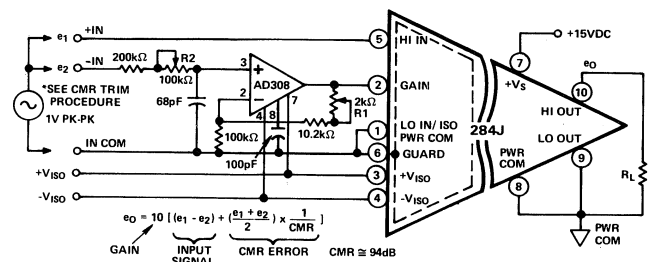 e1 +IN
5
HI IN
+15VDC
7
eO
e2 -IN
200kΩ
R2
100kΩ
3
+
AD308
2
GAIN
+VS
10
HI OUT
*SEE CMR TRIM
PROCEDURE
1V PK-PK
68pF
2
-
4 8 7
2kΩ
R1
10.2kΩ
1
LO IN/ ISO
PWR COM
284J
LO OUT
IN COM
100kΩ
100pF
6
GUARD
PWR
COM
9
RL
+VISO
3
+VISO
8
-VISO
4
-VISO
PWR
COM
eO = 10 [(e1 - e2) + (e1 + e2 / 2) × 1 / CMR ]
GAIN
INPUT
SIGNAL
CMR ERROR
CMR ≅ 94dB